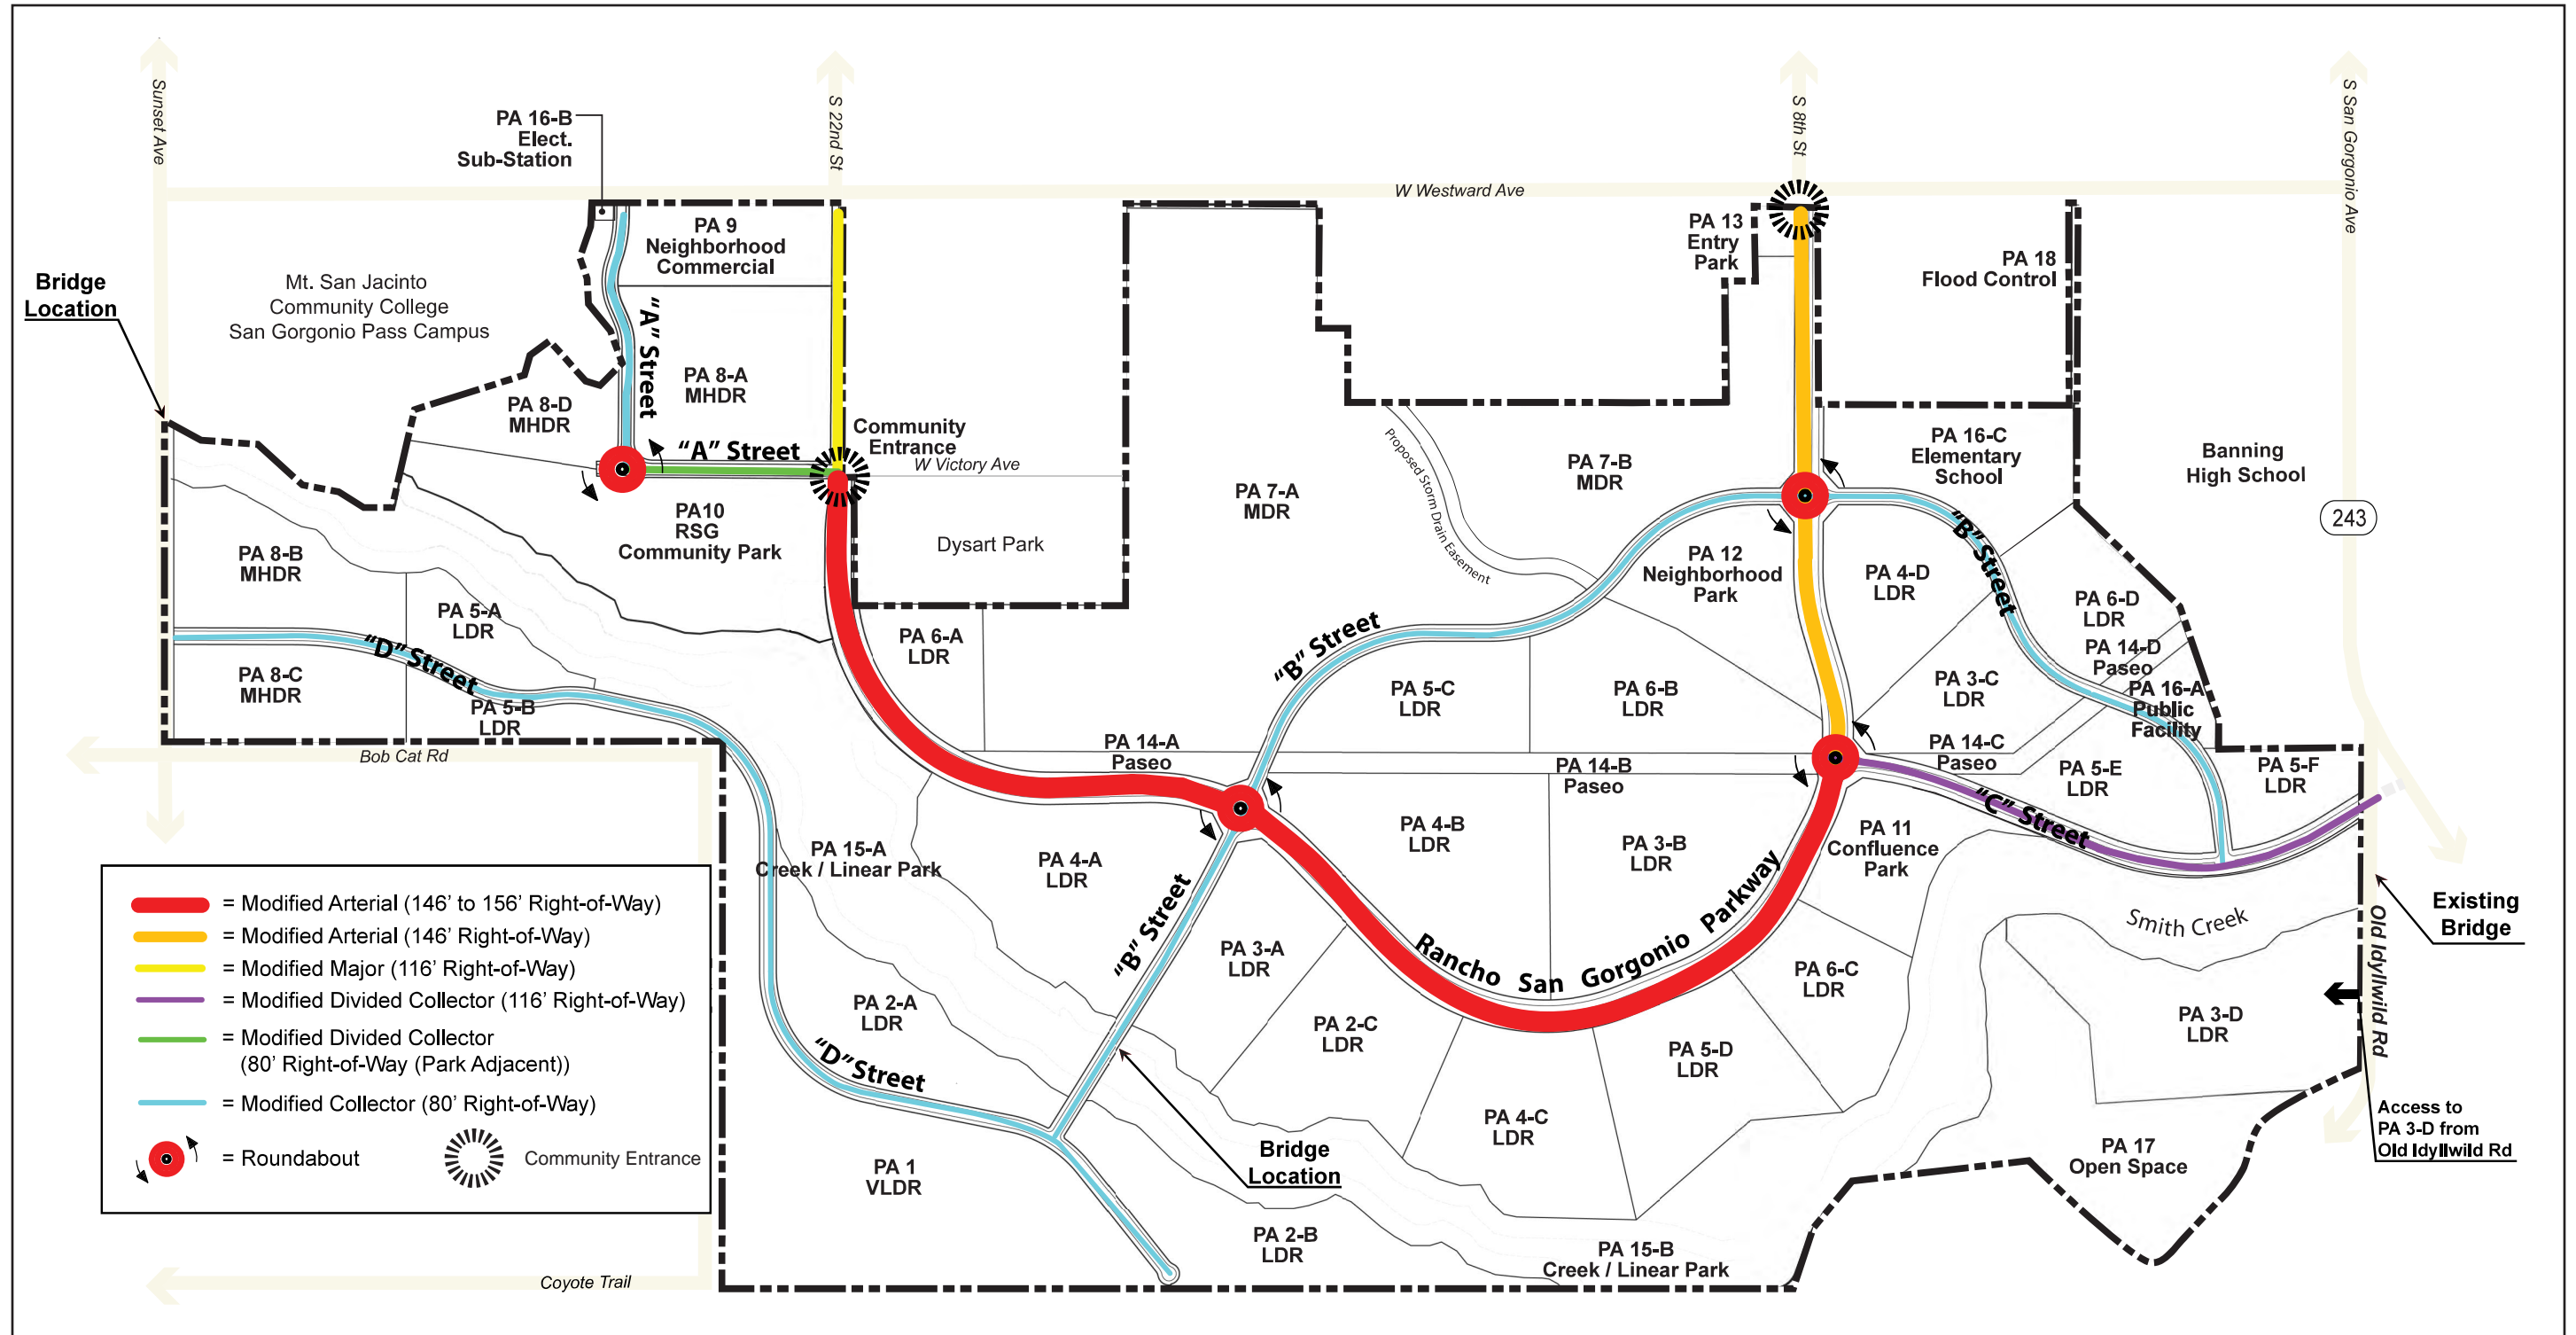 Sunset Ave
S 22nd St
S 8th St
S San Gorgonio Ave
W Westward Ave
PA 16-B
Elect.
Sub-Station
PA 9
Neighborhood
Commercial
PA 13
Entry
Park
PA 18
Flood Control
Bridge
Location
Mt. San Jacinto
Community College
San Gorgonio Pass Campus
"A" Street
PA 8-A
MHDR
PA 8-D
MHDR
"A" Street
Community
Entrance
W Victory Ave
Proposed Storm Drain Easement
PA 7-B
MDR
PA 16-C
Elementary
School
Banning
High School
243
PA 7-A
MDR
PA10
RSG
Community Park
Dysart Park
PA 8-B
MHDR
PA 5-A
LDR
PA 12
Neighborhood
Park
PA 4-D
LDR
"B" Street
PA 6-D
LDR
PA 14-D
Paseo
PA 6-A
LDR
"B" Street
"D" Street
PA 8-C
MHDR
PA 5-B
LDR
PA 5-C
LDR
PA 6-B
LDR
PA 3-C
LDR
PA 16-A
Public
Facility
Bob Cat Rd
PA 14-A
Paseo
PA 14-B
Paseo
PA 14-C
Paseo
PA 5-E
LDR
PA 5-F
LDR
"C" Street
PA 15-A
Creek / Linear Park
PA 4-A
LDR
PA 4-B
LDR
PA 3-B
LDR
PA 11
Confluence
Park
"B" Street
Rancho San Gorgonio Parkway
Smith Creek
Old Idyllwild Rd
Existing
Bridge
PA 3-A
LDR
PA 6-C
LDR
PA 2-A
LDR
PA 2-C
LDR
PA 5-D
LDR
PA 3-D
LDR
"D" Street
PA 4-C
LDR
Access to
PA 3-D from
Old Idyllwild Rd
Bridge
Location
PA 17
Open Space
PA 1
VLDR
PA 2-B
LDR
PA 15-B
Creek / Linear Park
Coyote Trail
= Modified Arterial (146' to 156' Right-of-Way)
= Modified Arterial (146' Right-of-Way)
= Modified Major (116' Right-of-Way)
= Modified Divided Collector (116' Right-of-Way)
= Modified Divided Collector
(80' Right-of-Way (Park Adjacent))
= Modified Collector (80' Right-of-Way)
= Roundabout
Community Entrance